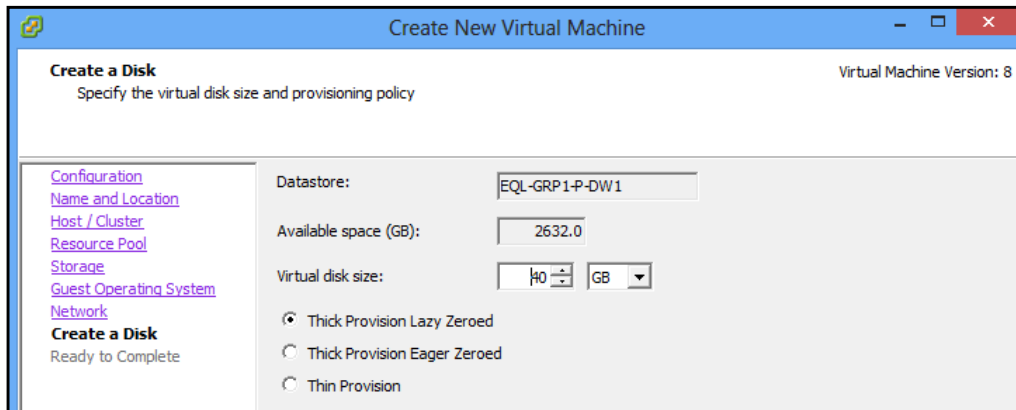 Create New Virtual Machine
Create a Disk
Virtual Machine Version: 8
Specify the virtual disk size and provisioning policy
Configuration
Name and Location
Host / Cluster
Resource Pool
Storage
Guest Operating System
Network
Create a Disk
Ready to Complete
Datastore: EQL-GRP1-P-DW1
Available space (GB): 2632.0
Virtual disk size: 40 GB
Thick Provision Lazy Zeroed
Thick Provision Eager Zeroed
Thin Provision